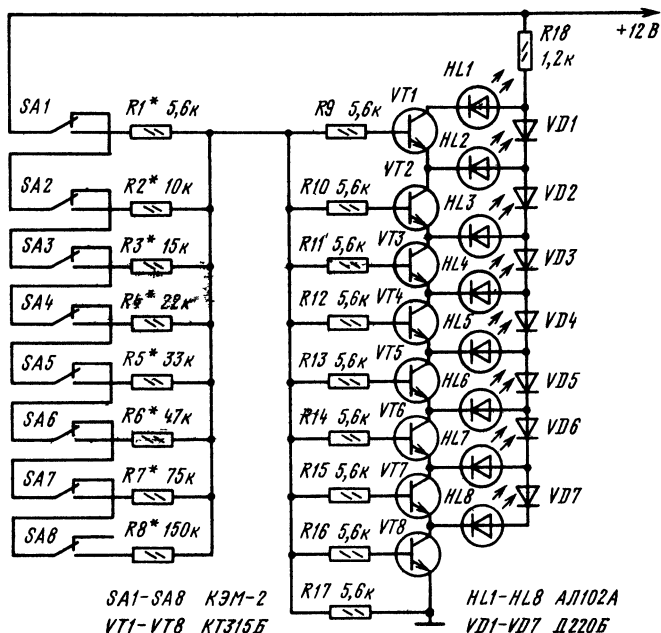 +12 В
R18
1,2к
HL1
SA1
R1* 5,6к
R9 5,6к
VT1
VD1
HL2
SA2
R2* 10к
VT2
R10 5,6к
HL3
VD2
SA3
R3* 15к
R11 5,6к
VT3
HL4
VD3
SA4
R4* 22к
R12 5,6к
VT4
HL5
VD4
SA5
R5* 33к
R13 5,6к
VT5
HL6
VD5
SA6
R6* 47к
R14 5,6к
VT6
HL7
VD6
SA7
R7* 75к
R15 5,6к
VT7
HL8
VD7
SA8
R8* 150к
R16 5,6к
VT8
R17 5,6к
SA1-SA8 КЭМ-2
HL1-HL8 АЛ102А
VT1-VT8 КТ315Б
VD1-VD7 Д220Б